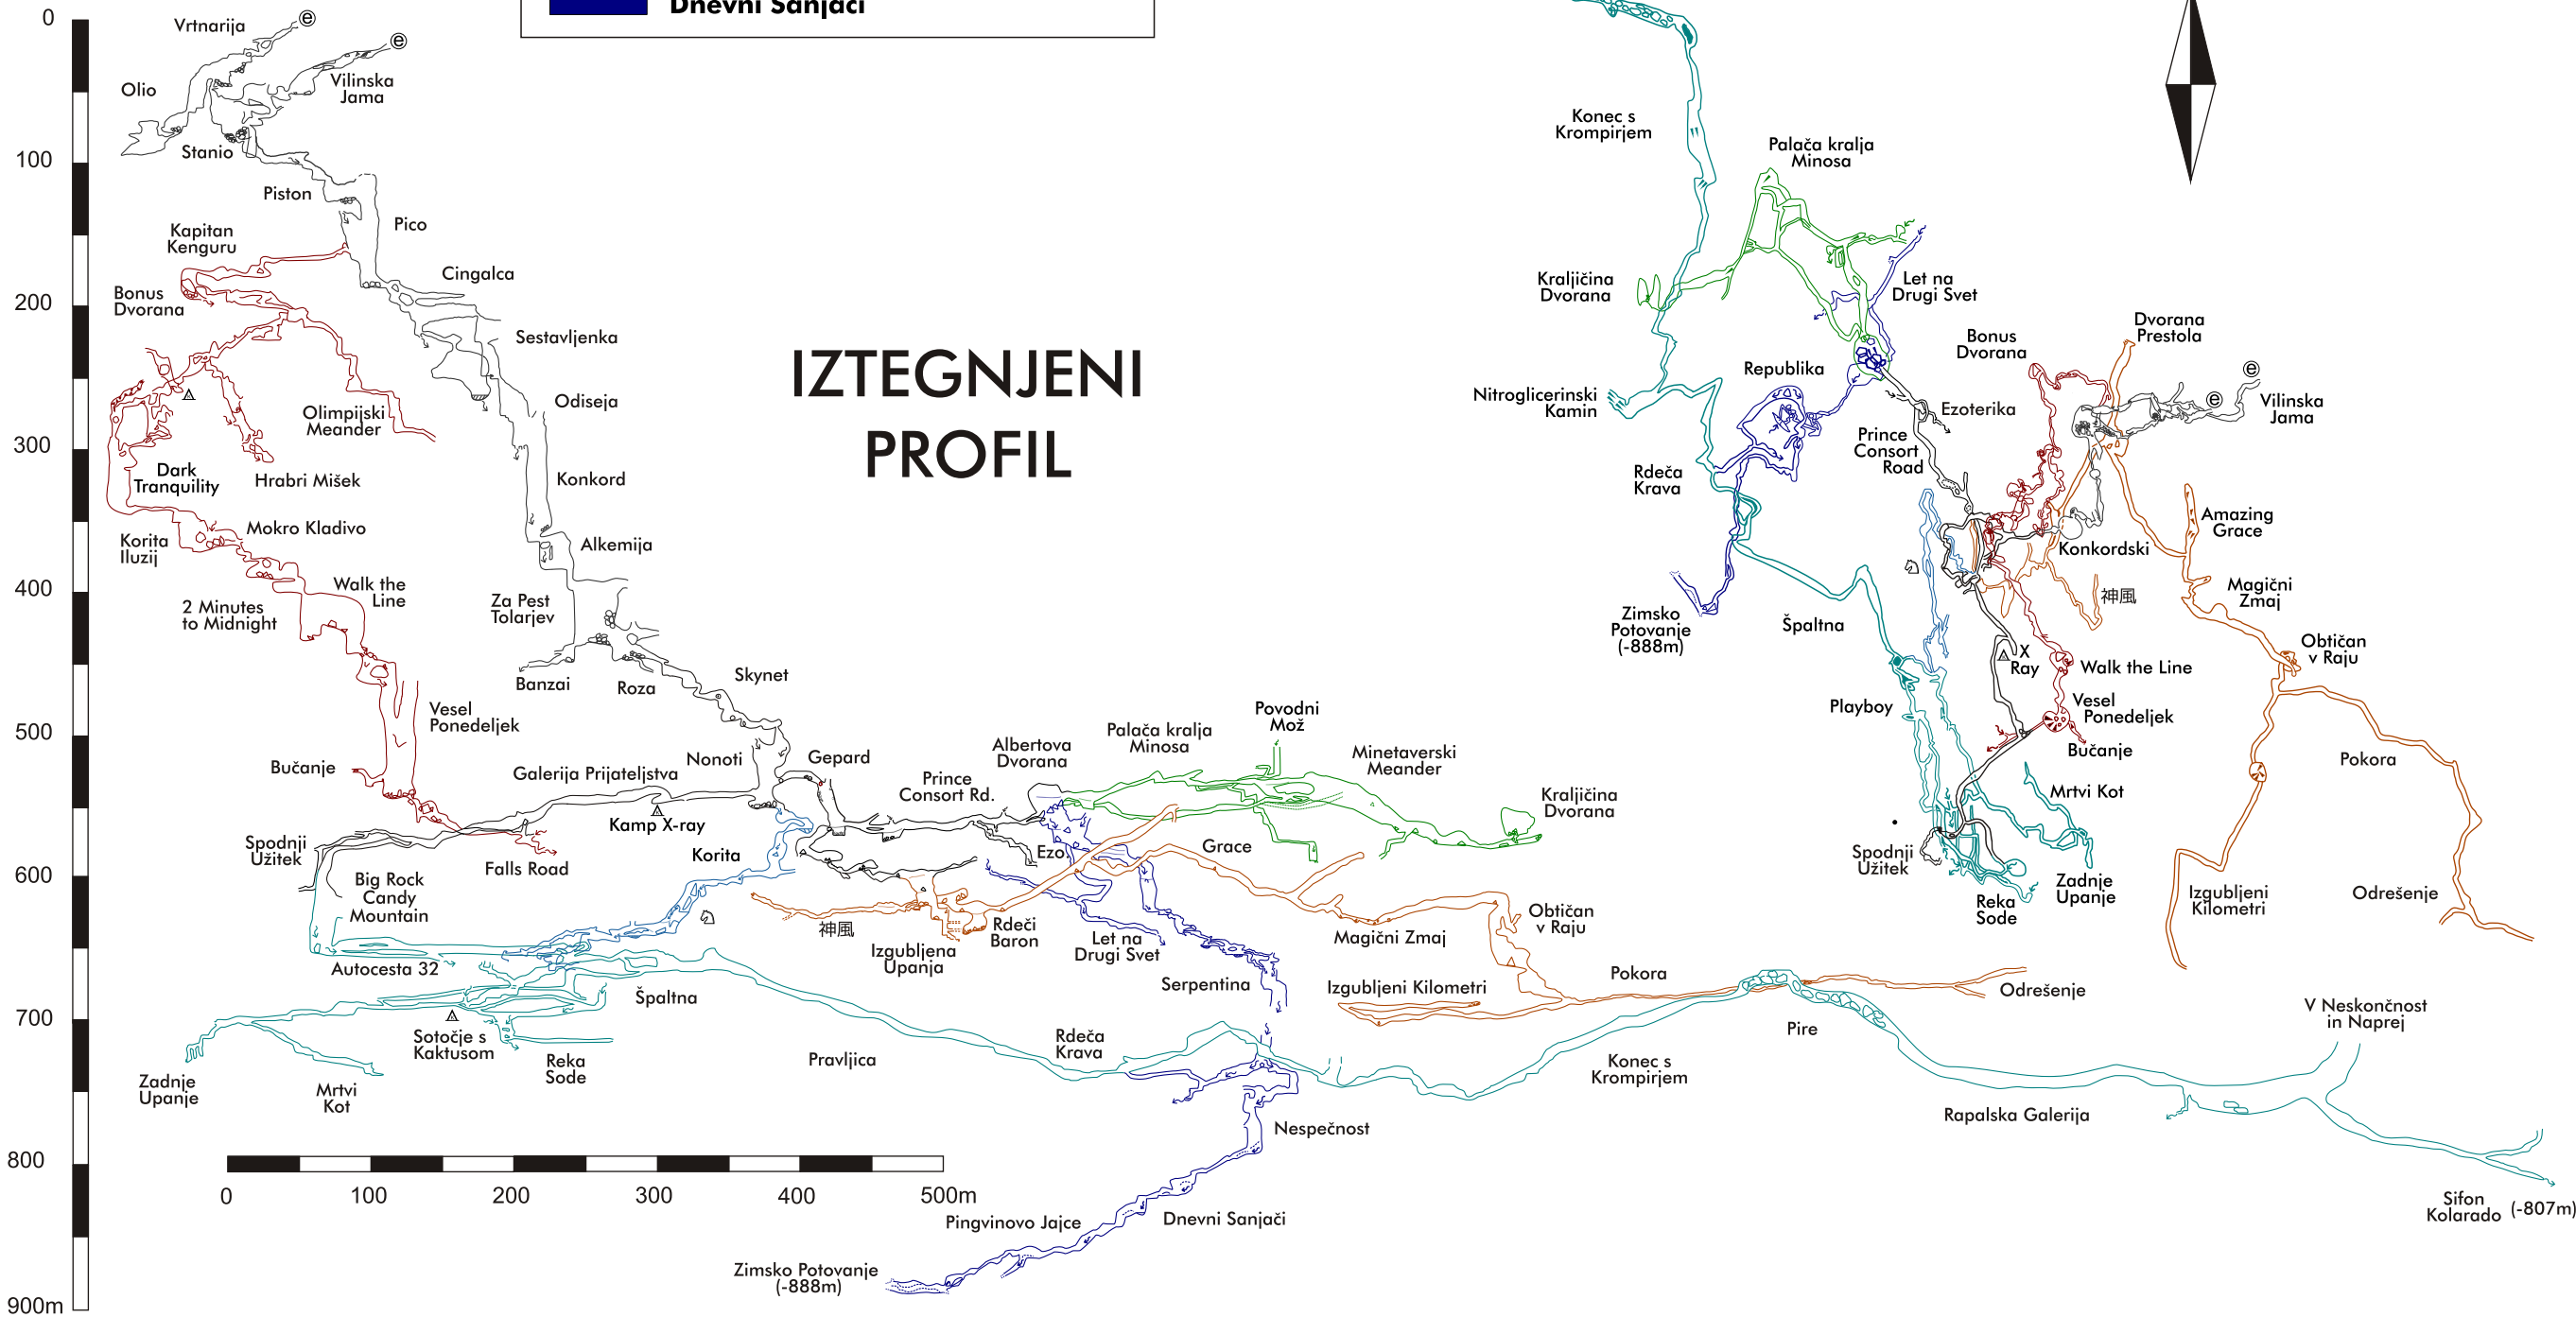 Dnevni Sanjači
IZTEGNJENI
PROFIL
0
100
200
300
400
500
600
700
800
900m
Vrtnarija
e
e
Olio
Vilinska
Jama
Stanio
Piston
Pico
Kapitan
Kenguru
Cingalca
Bonus
Dvorana
Sestavljenka
Odiseja
Olimpijski
Meander
Dark
Tranquility
Hrabri Mišek
Konkord
Mokro Kladivo
Korita
Iluzij
Alkemija
Walk the
Line
2 Minutes
to Midnight
Za Pest
Tolarjev
Banzai
Roza
Skynet
Vesel
Ponedeljek
Bučanje
Galerija Prijateljstva
Nonoti
Gepard
Kamp X-ray
Prince
Consort Rd.
Albertova
Dvorana
Palača kralja
Minosa
Povodni
Mož
Minetaverski
Meander
Kraljičina
Dvorana
Spodnji
Užitek
Falls Road
Korita
Ezo
Grace
Big Rock
Candy
Mountain
神風
Izgubljena
Upanja
Rdeči
Baron
Let na
Drugi Svet
Magični Zmaj
Obtičan
v Raju
Autocesta 32
Špaltna
Serpentina
Izgubljeni Kilometri
Pokora
Odrešenje
Sotočje s
Kaktusom
Reka
Sode
Pravljica
Rdeča
Krava
Konec s
Krompirjem
Pire
V Neskončnost
in Naprej
Zadnje
Upanje
Mrtvi
Kot
Nespečnost
Rapalska Galerija
Pingvinovo Jajce
Dnevni Sanjači
Zimsko Potovanje
(-888m)
Sifon
Kolarado
(-807m)
0
100
200
300
400
500m
Konec s
Krompirjem
Palača kralja
Minosa
Kraljičina
Dvorana
Let na
Drugi Svet
Dvorana
Prestola
Bonus
Dvorana
Republika
Nitroglicerinski
Kamin
Ezoterika
e
e
Vilinska
Jama
Prince
Consort
Road
Rdeča
Krava
Amazing
Grace
Konkordski
神風
Magični
Zmaj
Zimsko
Potovanje
(-888m)
Špaltna
Obtičan
v Raju
X
Ray
Walk the Line
Playboy
Vesel
Ponedeljek
Bučanje
Pokora
Mrtvi Kot
Spodnji
Užitek
Zadnje
Upanje
Reka
Sode
Izgubljeni
Kilometri
Odrešenje